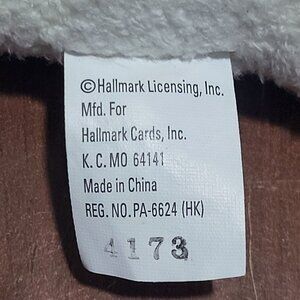 ©Hallmark Licensing, Inc.
Mfd. For
Hallmark Cards, Inc.
K. C. MO 64141
Made in China
REG. NO. PA-6624 (HK)
4173